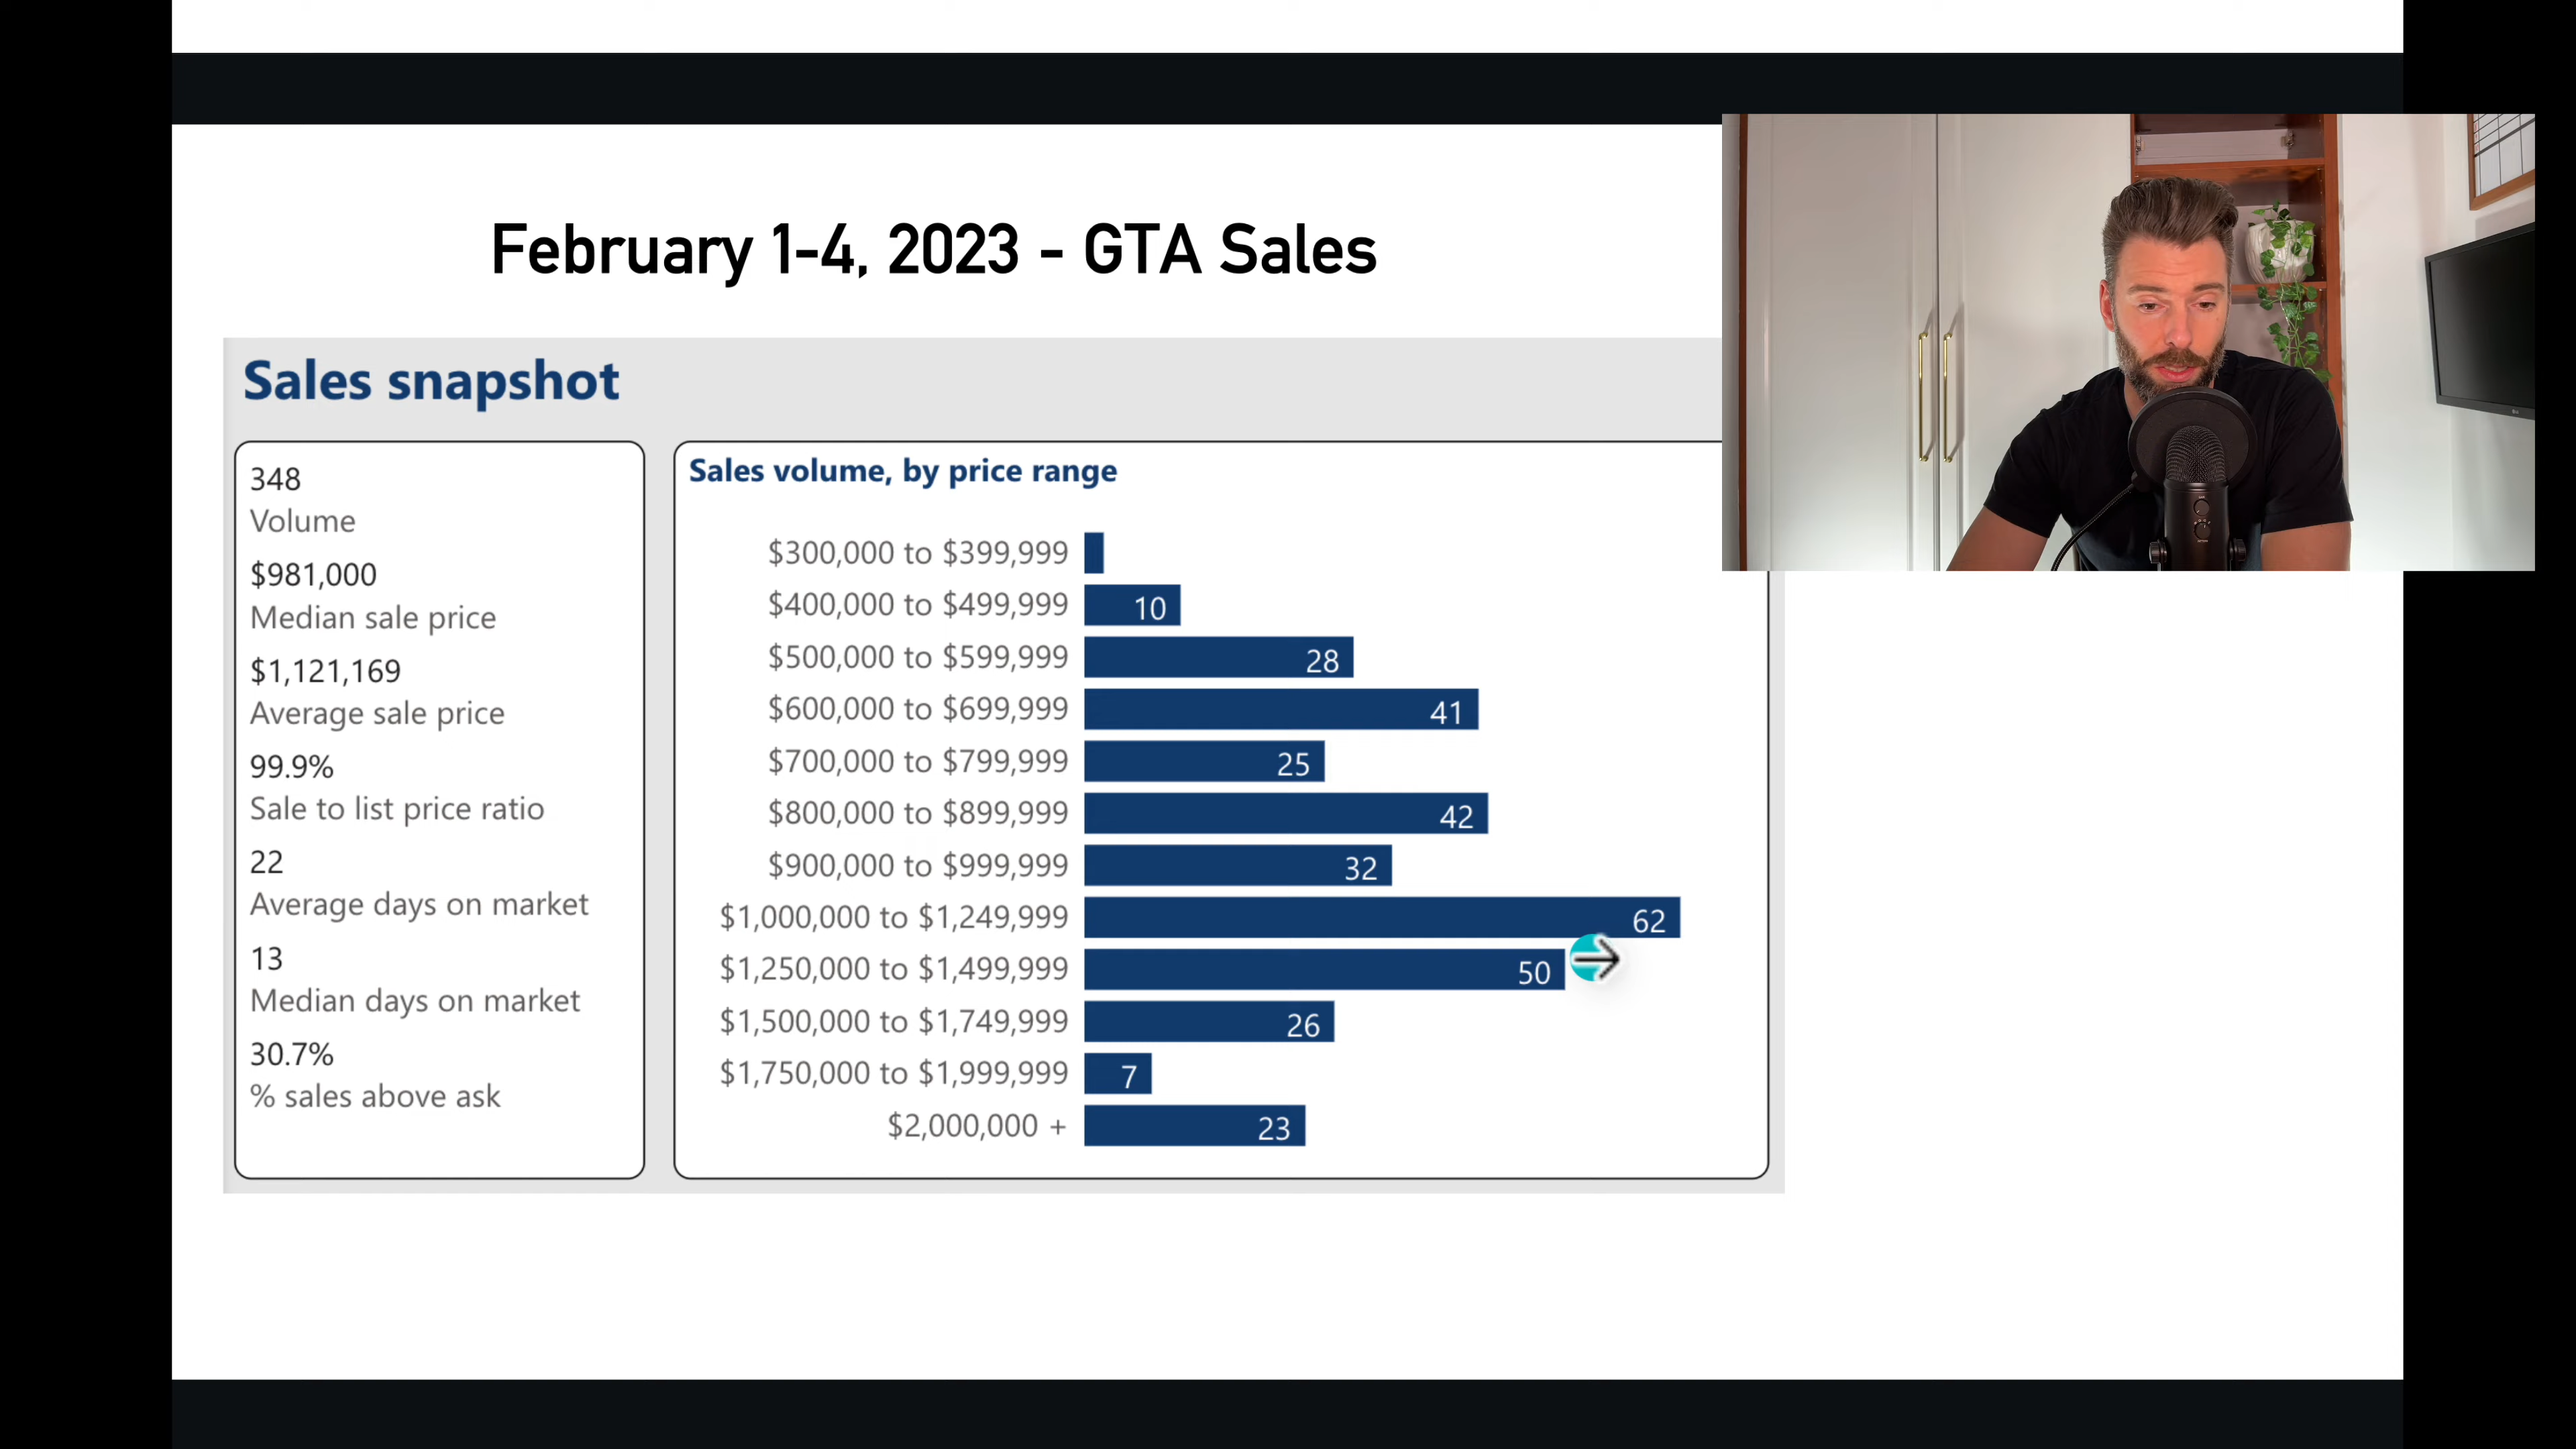 February 1-4, 2023 - GTA Sales
Sales snapshot
348
Volume
$981,000
Median sale price
$1,121,169
Average sale price
99.9%
Sale to list price ratio
22
Average days on market
13
Median days on market
30.7%
% sales above ask
Sales volume, by price range
$300,000 to $399,999
$400,000 to $499,999 10
$500,000 to $599,999 28
$600,000 to $699,999 41
$700,000 to $799,999 25
$800,000 to $899,999 42
$900,000 to $999,999 32
$1,000,000 to $1,249,999 62
$1,250,000 to $1,499,999 50
$1,500,000 to $1,749,999 26
$1,750,000 to $1,999,999 7
$2,000,000 + 23